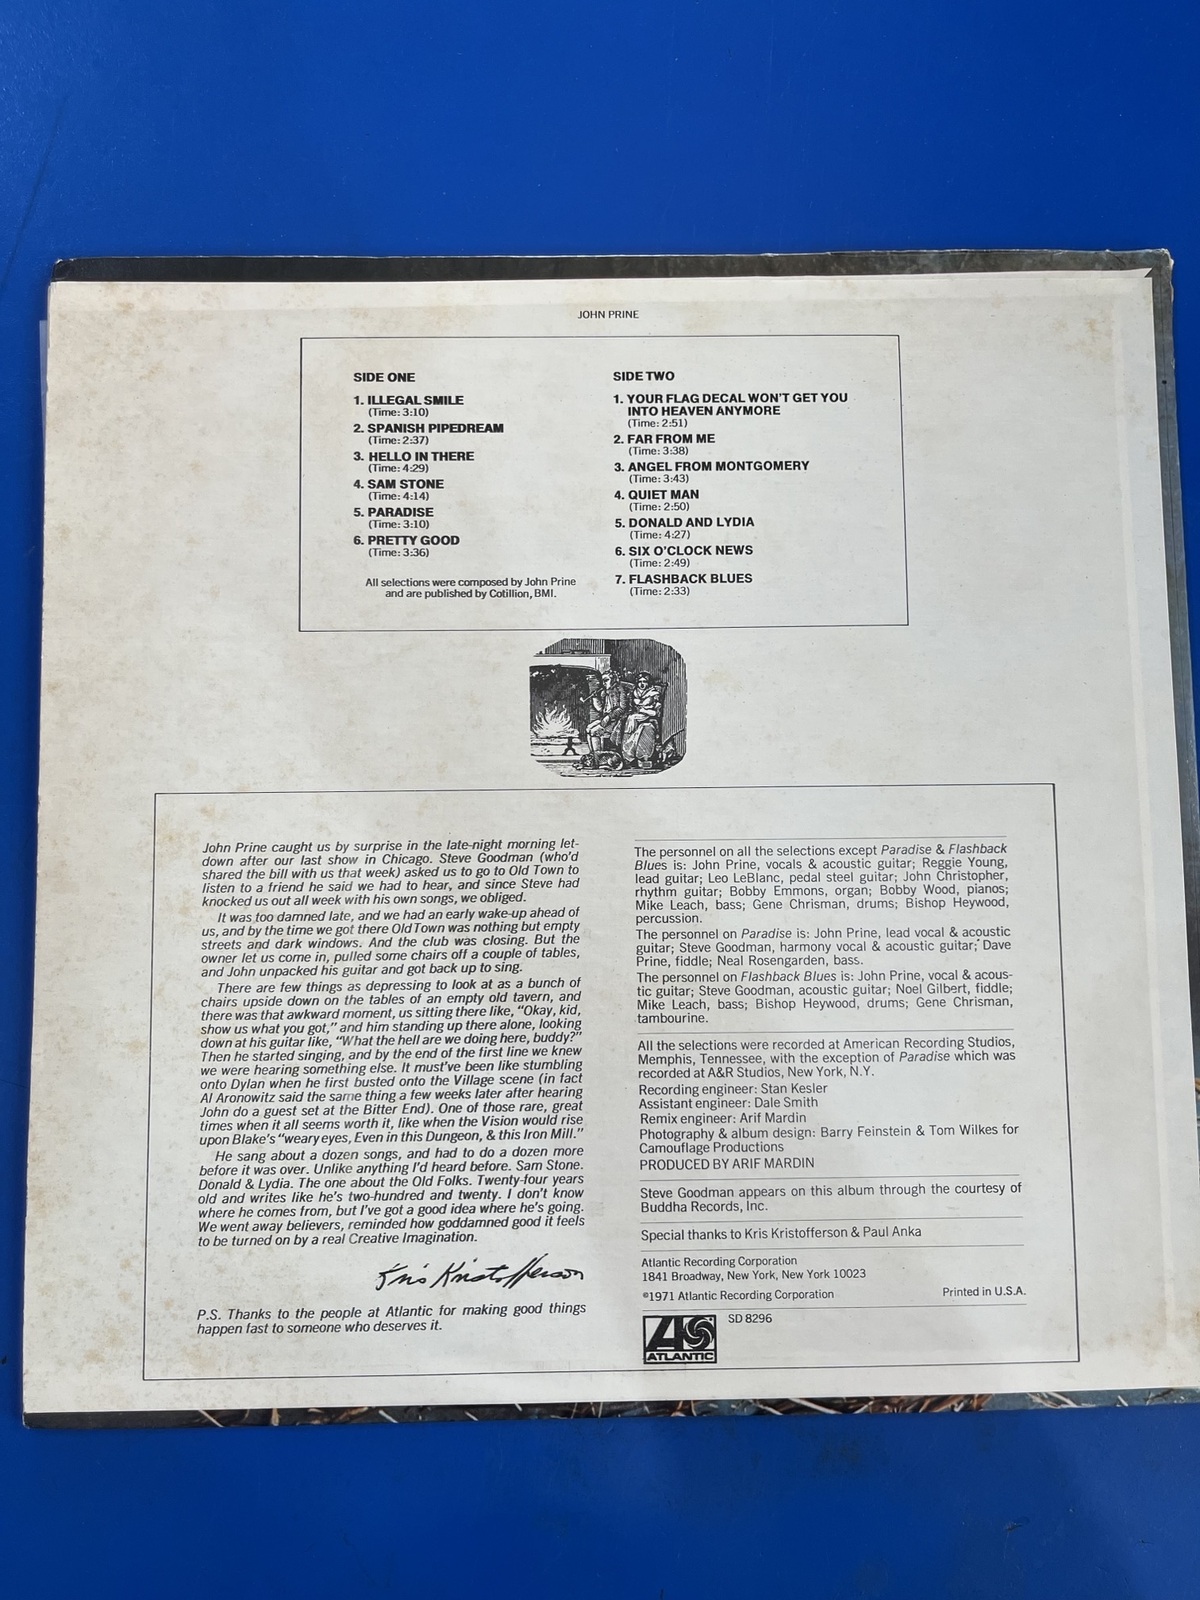 JOHN PRINE
SIDE ONE
1. ILLEGAL SMILE
(Time: 3:10)
2. SPANISH PIPEDREAM
(Time: 2:37)
3. HELLO IN THERE
(Time: 4:29)
4. SAM STONE
(Time: 4:14)
5. PARADISE
(Time: 3:10)
6. PRETTY GOOD
(Time: 3:36)
All selections were composed by John Prine
and are published by Cotillion, BMI.
SIDE TWO
1. YOUR FLAG DECAL WON'T GET YOU
INTO HEAVEN ANYMORE
(Time: 2:51)
2. FAR FROM ME
(Time: 3:38)
3. ANGEL FROM MONTGOMERY
(Time: 3:43)
4. QUIET MAN
(Time: 2:50)
5. DONALD AND LYDIA
(Time: 4:27)
6. SIX O'CLOCK NEWS
(Time: 2:49)
7. FLASHBACK BLUES
(Time: 2:33)
John Prine caught us by surprise in the late-night morning let-
down after our last show in Chicago. Steve Goodman (who'd
shared the bill with us that week) asked us to go to Old Town to
listen to a friend he said we had to hear, and since Steve had
knocked us out all week with his own songs, we obliged.
It was too damned late, and we had an early wake-up ahead of
us, and by the time we got there Old Town was nothing but empty
streets and dark windows. And the club was closing. But the
owner let us come in, pulled some chairs off a couple of tables,
and John unpacked his guitar and got back up to sing.
There are few things as depressing to look at as a bunch of
chairs upside down on the tables of an empty old tavern, and
there was that awkward moment, us sitting there like, "Okay, kid,
show us what you got," and him standing up there alone, looking
down at his guitar like, "What the hell are we doing here, buddy?"
Then he started singing, and by the end of the first line we knew
we were hearing something else. It must've been like stumbling
onto Dylan when he first busted onto the Village scene (in fact
Al Aronowitz said the same thing a few weeks later after hearing
John do a guest set at the Bitter End). One of those rare, great
times when it all seems worth it, like when the Vision would rise
upon Blake's "weary eyes, Even in this Dungeon, & this Iron Mill."
He sang about a dozen songs, and had to do a dozen more
before it was over. Unlike anything I'd heard before. Sam Stone.
Donald & Lydia. The one about the Old Folks. Twenty-four years
old and writes like he's two-hundred and twenty. I don't know
where he comes from, but I've got a good idea where he's going.
We went away believers, reminded how goddamned good it feels
to be turned on by a real Creative Imagination.
Kris Kristofferson
P.S. Thanks to the people at Atlantic for making good things
happen fast to someone who deserves it.
The personnel on all the selections except Paradise & Flashback
Blues is: John Prine, vocals & acoustic guitar; Reggie Young,
lead guitar; Leo LeBlanc, pedal steel guitar; John Christopher,
rhythm guitar; Bobby Emmons, organ; Bobby Wood, pianos;
Mike Leach, bass; Gene Chrisman, drums; Bishop Heywood,
percussion.
The personnel on Paradise is: John Prine, lead vocal & acoustic
guitar; Steve Goodman, harmony vocal & acoustic guitar; Dave
Prine, fiddle; Neal Rosengarden, bass.
The personnel on Flashback Blues is: John Prine, vocal & acous-
tic guitar; Steve Goodman, acoustic guitar; Noel Gilbert, fiddle;
Mike Leach, bass; Bishop Heywood, drums; Gene Chrisman,
tambourine.
All the selections were recorded at American Recording Studios,
Memphis, Tennessee, with the exception of Paradise which was
recorded at A&R Studios, New York, N.Y.
Recording engineer: Stan Kesler
Assistant engineer: Dale Smith
Remix engineer: Arif Mardin
Photography & album design: Barry Feinstein & Tom Wilkes for
Camouflage Productions
PRODUCED BY ARIF MARDIN
Steve Goodman appears on this album through the courtesy of
Buddha Records, Inc.
Special thanks to Kris Kristofferson & Paul Anka
Atlantic Recording Corporation
1841 Broadway, New York, New York 10023
©1971 Atlantic Recording Corporation Printed in U.S.A.
SD 8296
ATLANTIC